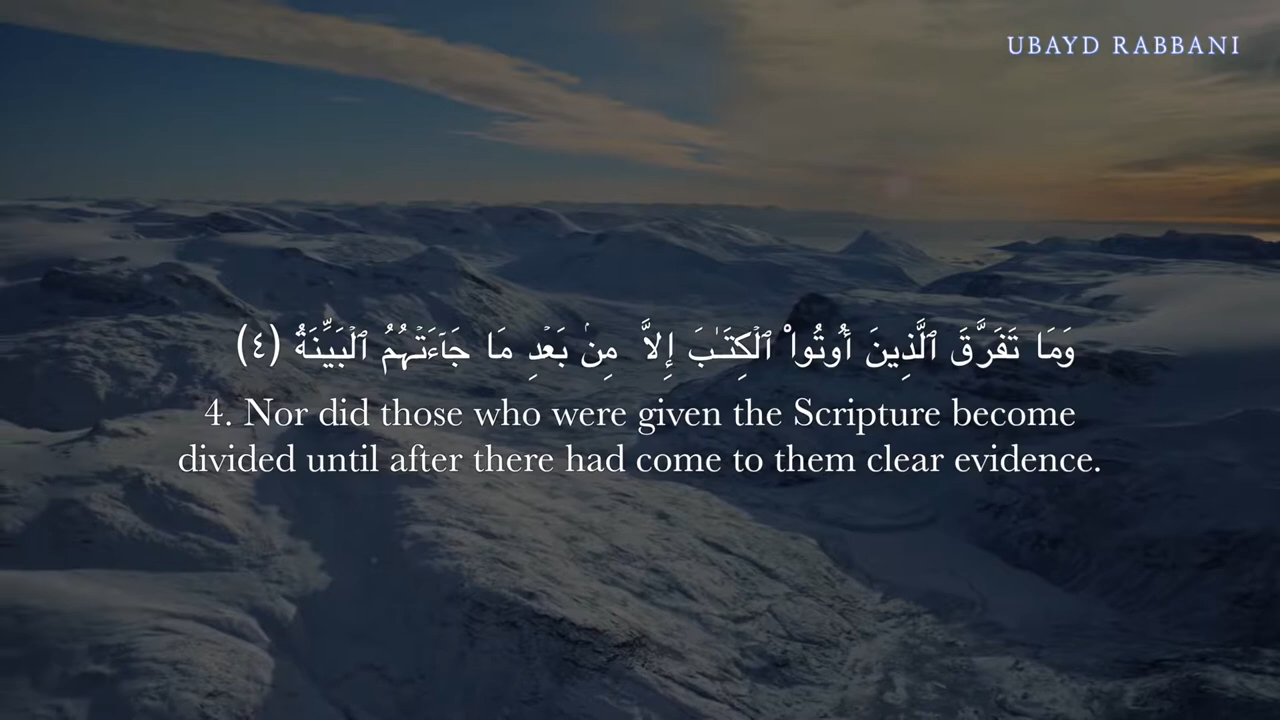 UBAYD RABBANI
وَمَا تَفَرَّقَ ٱلَّذِينَ أُوتُوا۟ ٱلْكِتَـٰبَ إِلَّا مِنۢ بَعْدِ مَا جَآءَتْهُمُ ٱلْبَيِّنَةُ (٤)
4. Nor did those who were given the Scripture become
divided until after there had come to them clear evidence.